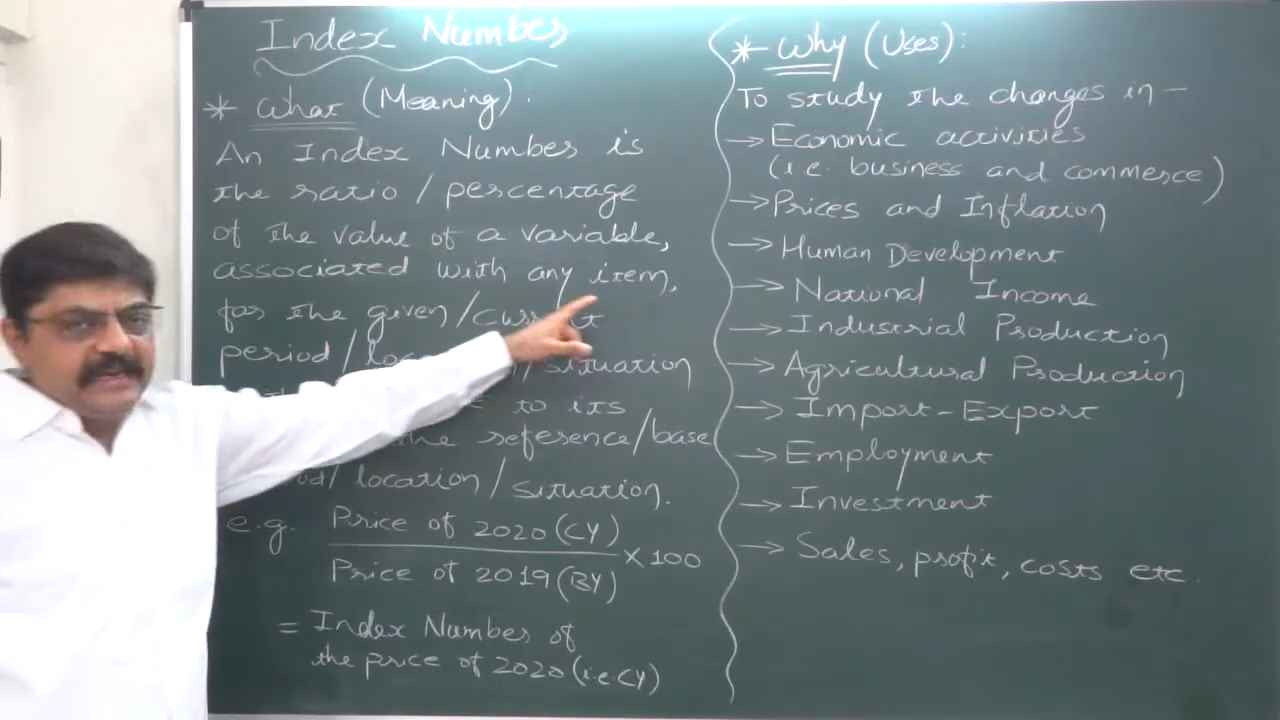 Index Number
* What (Meaning):
An Index Number is
the ratio / percentage
of the value of a variable,
associated with any item,
for the given / current
period / situation
to its
the reference / base
location / situation.
e.g. Price of 2020 (CY)
Price of 2019 (BY)
× 100
= Index Number of
the price of 2020 (i.e. CY)
* Why (Uses):
To study the changes in -
→ Economic activities
(i.e. business and commerce)
→ Prices and Inflation
→ Human Development
→ National Income
→ Industrial Production
→ Agricultural Production
→ Import-Export
→ Employment
→ Investment
→ Sales, profit, costs etc.